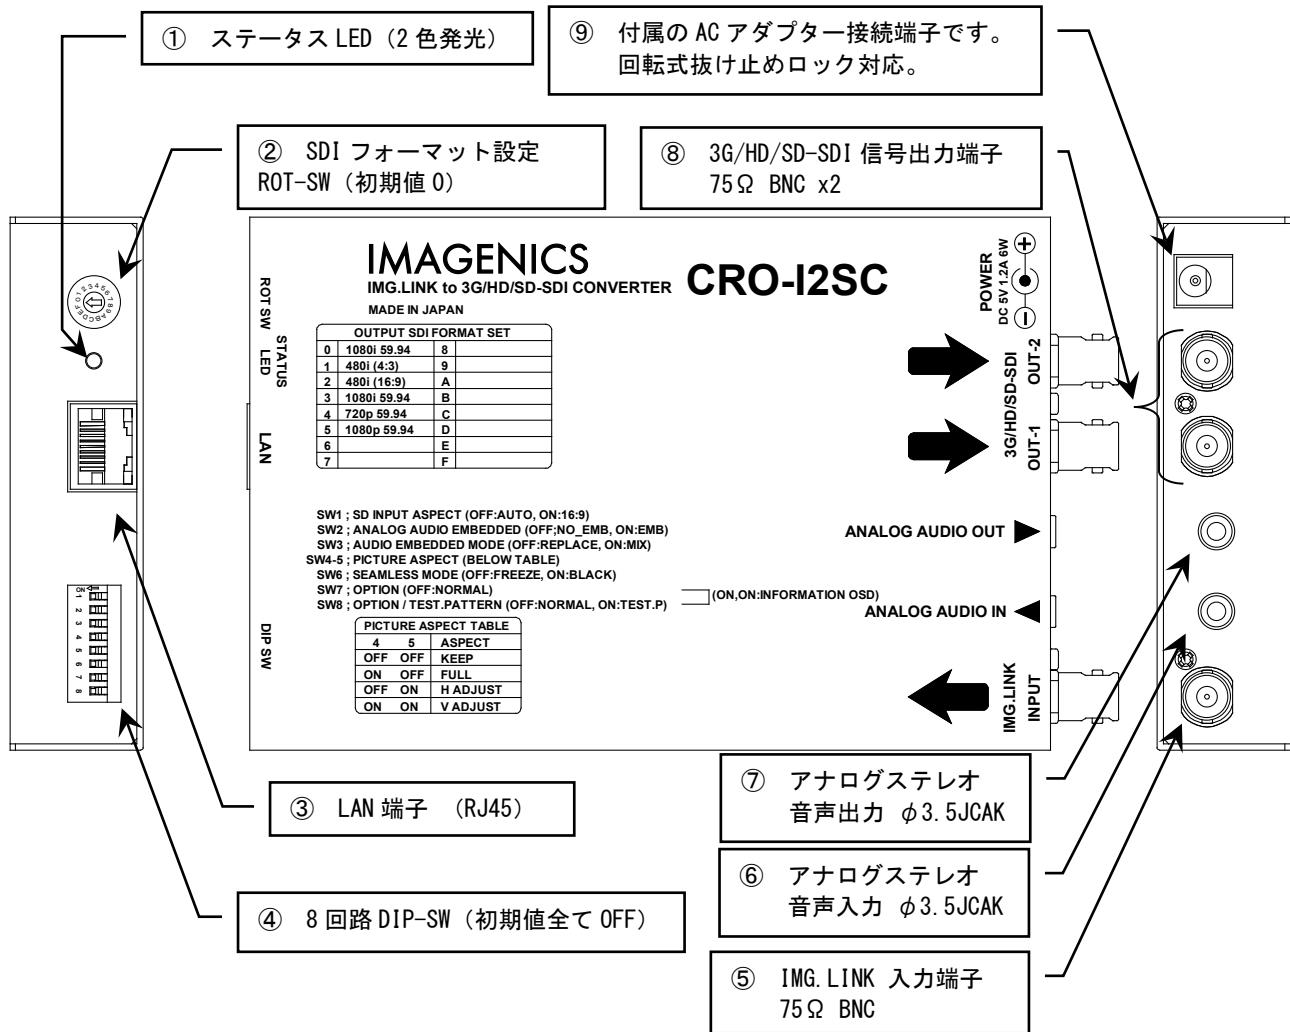 ① ステータス LED（2 色発光）
⑨ 付属の AC アダプター接続端子です。
回転式抜け止めロック対応。
② SDI フォーマット設定
ROT-SW（初期値 0）
⑧ 3G/HD/SD-SDI 信号出力端子
75Ω BNC x2
IMAGENICS
IMG.LINK to 3G/HD/SD-SDI CONVERTER
CRO-I2SC
MADE IN JAPAN
POWER
DC 5V 1.2A 6W
ROT SW
STATUS
LED
LAN
DIP SW
0123456789ABCDEF
OUTPUT SDI FORMAT SET
0 1080i 59.94 8
1 480i (4:3) 9
2 480i (16:9) A
3 1080i 59.94 B
4 720p 59.94 C
5 1080p 59.94 D
6 E
7 F
3G/HD/SD-SDI
OUT-2
OUT-1
SW1 ; SD INPUT ASPECT (OFF:AUTO, ON:16:9)
SW2 ; ANALOG AUDIO EMBEDDED (OFF;NO_EMB, ON:EMB)
SW3 ; AUDIO EMBEDDED MODE (OFF:REPLACE, ON:MIX)
SW4-5 ; PICTURE ASPECT (BELOW TABLE)
SW6 ; SEAMLESS MODE (OFF:FREEZE, ON:BLACK)
SW7 ; OPTION (OFF:NORMAL)
SW8 ; OPTION / TEST.PATTERN (OFF:NORMAL, ON:TEST.P)
(ON,ON:INFORMATION OSD)
ANALOG AUDIO OUT
ANALOG AUDIO IN
PICTURE ASPECT TABLE
4 5 ASPECT
OFF OFF KEEP
ON OFF FULL
OFF ON H ADJUST
ON ON V ADJUST
IMG.LINK
INPUT
ON
1
2
3
4
5
6
7
8
③ LAN 端子 （RJ45）
④ 8 回路 DIP-SW（初期値全て OFF）
⑦ アナログステレオ
音声出力 φ3.5JCAK
⑥ アナログステレオ
音声入力 φ3.5JCAK
⑤ IMG.LINK 入力端子
75Ω BNC